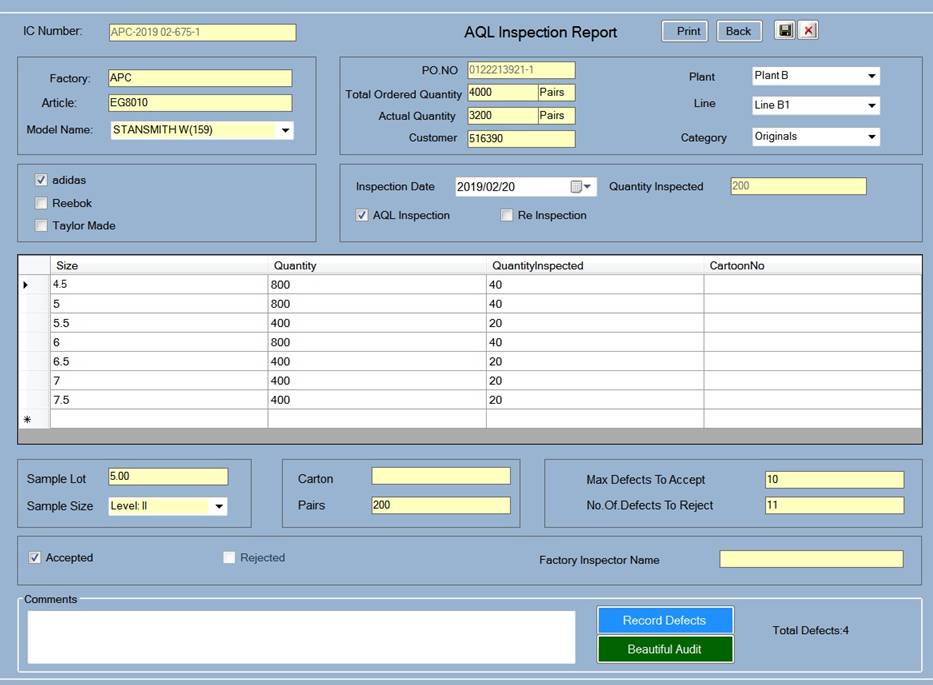 IC Number: APC-2019 02-675-1 AQL Inspection Report Print Back
Factory: APC
Article: EG8010
Model Name: STANSMITH W(159)
PO.NO 0122213921-1
Total Ordered Quantity 4000 Pairs
Actual Quantity 3200 Pairs
Customer 516390
Plant Plant B
Line Line B1
Category Originals
adidas
Reebok
Taylor Made
Inspection Date 2019/02/20 Quantity Inspected 200
AQL Inspection Re Inspection
Size Quantity QuantityInspected CartoonNo
4.5 800 40
5 800 40
5.5 400 20
6 800 40
6.5 400 20
7 400 20
7.5 400 20
Sample Lot 5.00
Sample Size Level: II
Carton
Pairs 200
Max Defects To Accept 10
No.Of.Defects To Reject 11
Accepted Rejected Factory Inspector Name
Comments
Record Defects
Beautiful Audit
Total Defects:4